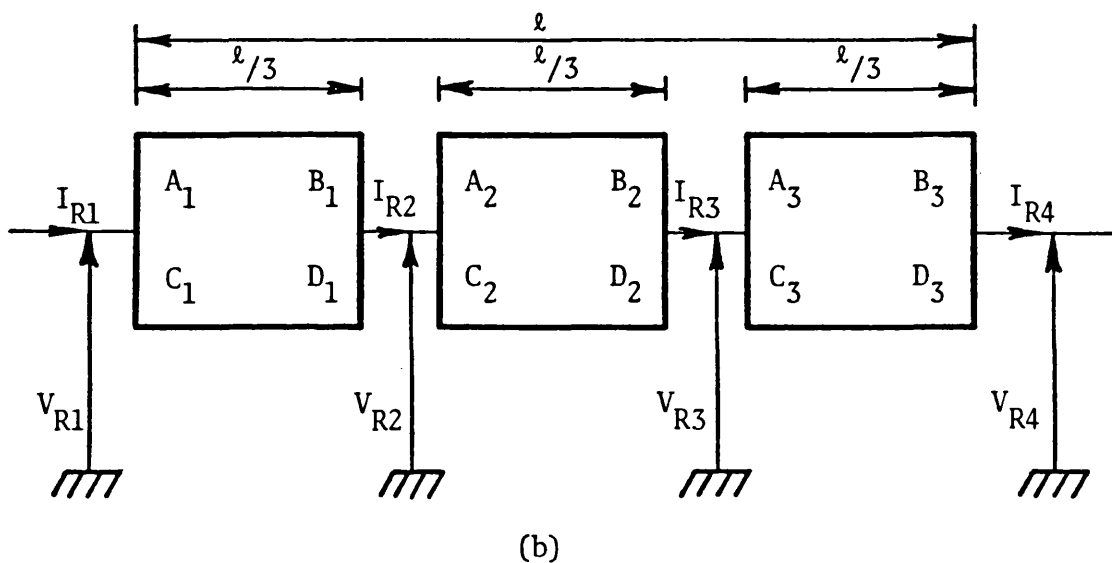 ℓ
ℓ/3 ℓ/3 ℓ/3
I_R1 A_1 B_1 I_R2 A_2 B_2 I_R3 A_3 B_3 I_R4
C_1 D_1 C_2 D_2 C_3 D_3
V_R1 V_R2 V_R3 V_R4
(b)